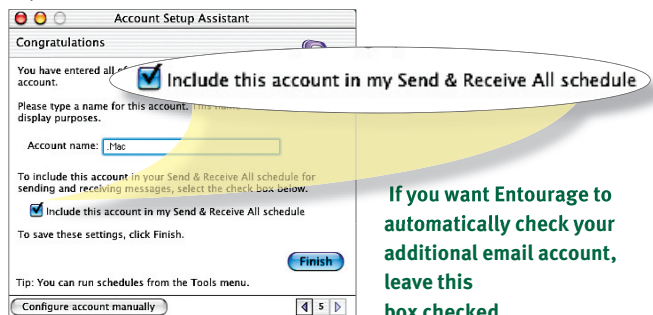 Account Setup Assistant
Congratulations
You have entered all of
account.
Include this account in my Send & Receive All schedule
Please type a name for this account. This name
display purposes.
Account name: .Mac
To include this account in your Send & Receive All schedule for
sending and receiving messages, select the check box below.
Include this account in my Send & Receive All schedule
To save these settings, click Finish.
Finish
Tip: You can run schedules from the Tools menu.
Configure account manually
5
If you want Entourage to
automatically check your
additional email account,
leave this
box checked